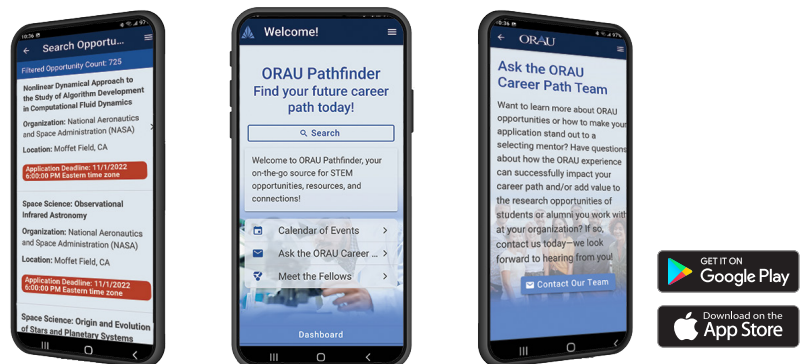 10:36
97%
Search Opportu...
Filtered Opportunity Count: 725
Nonlinear Dynamical Approach to
the Study of Algorithm Development
in Computational Fluid Dynamics
Organization: National Aeronautics
and Space Administration (NASA)
Location: Moffet Field, CA
Application Deadline: 11/1/2022
6:00:00 PM Eastern time zone
Space Science: Observational
Infrared Astronomy
Organization: National Aeronautics
and Space Administration (NASA)
Location: Moffet Field, CA
Application Deadline: 11/1/2022
6:00:00 PM Eastern time zone
Space Science: Origin and Evolution
of Stars and Planetary Systems
Welcome!
ORAU Pathfinder
Find your future career
path today!
Search
Welcome to ORAU Pathfinder, your
on-the-go source for STEM
opportunities, resources, and
connections!
Calendar of Events
Ask the ORAU Career ...
Meet the Fellows
Dashboard
10:36
97%
ORAU
Ask the ORAU
Career Path Team
Want to learn more about ORAU
opportunities or how to make your
application stand out to a
selecting mentor? Have questions
about how the ORAU experience
can successfully impact your
career path and/or add value to
the research opportunities of
students or alumni you work with
at your organization? If so,
contact us today—we look
forward to hearing from you!
Contact Our Team
GET IT ON
Google Play
Download on the
App Store